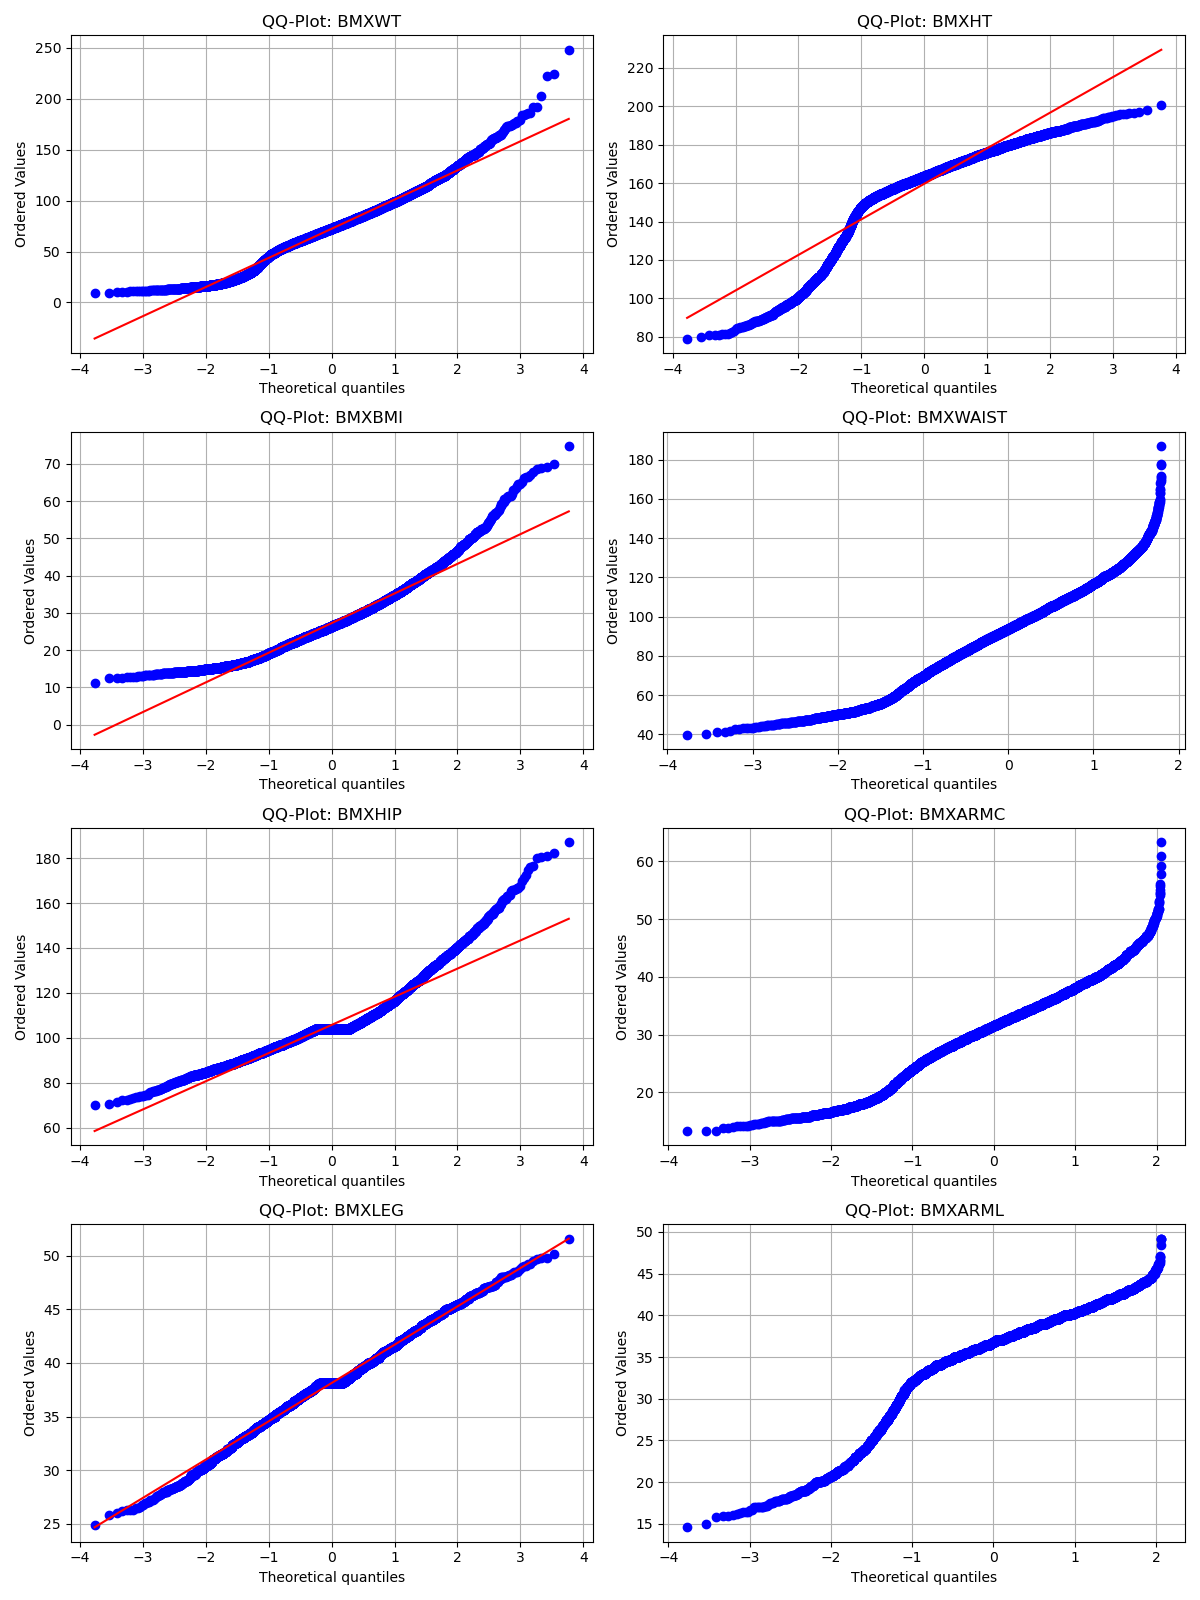 QQ-Plot: BMXWT
Ordered Values
250
200
150
100
50
0
−4 −3 −2 −1 0 1 2 3 4
Theoretical quantiles
QQ-Plot: BMXHT
Ordered Values
220
200
180
160
140
120
100
80
−4 −3 −2 −1 0 1 2 3 4
Theoretical quantiles
QQ-Plot: BMXBMI
Ordered Values
70
60
50
40
30
20
10
0
−4 −3 −2 −1 0 1 2 3 4
Theoretical quantiles
QQ-Plot: BMXWAIST
Ordered Values
180
160
140
120
100
80
60
40
−4 −3 −2 −1 0 1 2
Theoretical quantiles
QQ-Plot: BMXHIP
Ordered Values
180
160
140
120
100
80
60
−4 −3 −2 −1 0 1 2 3 4
Theoretical quantiles
QQ-Plot: BMXARMC
Ordered Values
60
50
40
30
20
−4 −3 −2 −1 0 1 2
Theoretical quantiles
QQ-Plot: BMXLEG
Ordered Values
50
45
40
35
30
25
−4 −3 −2 −1 0 1 2 3 4
Theoretical quantiles
QQ-Plot: BMXARML
Ordered Values
50
45
40
35
30
25
20
15
−4 −3 −2 −1 0 1 2
Theoretical quantiles